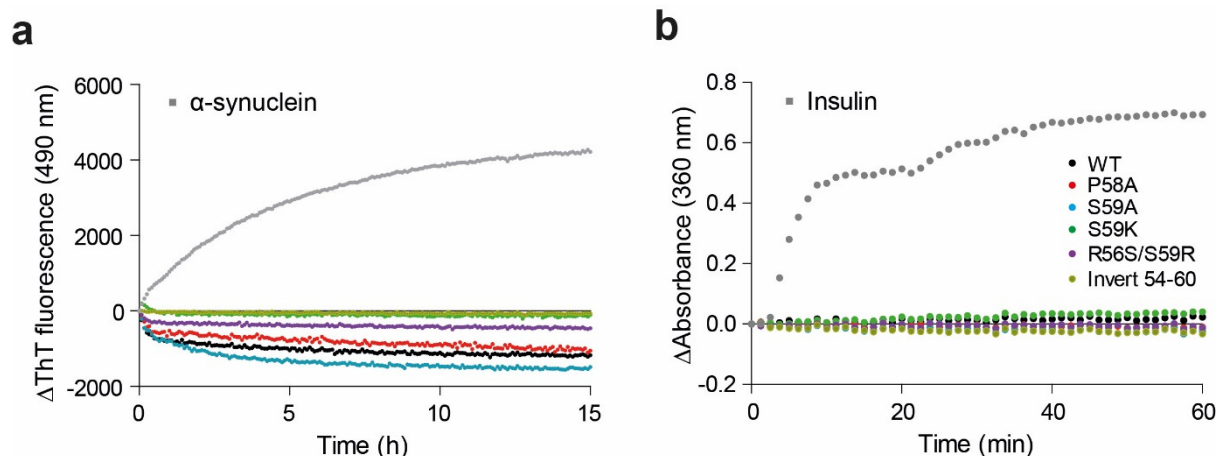 a
α-synuclein
ΔThT fluorescence (490 nm)
6000
4000
2000
0
-2000
0
5
10
15
Time (h)
b
Insulin
ΔAbsorbance (360 nm)
0.8
0.6
0.4
0.2
0.0
-0.2
WT
P58A
S59A
S59K
R56S/S59R
Invert 54-60
0
20
40
60
Time (min)